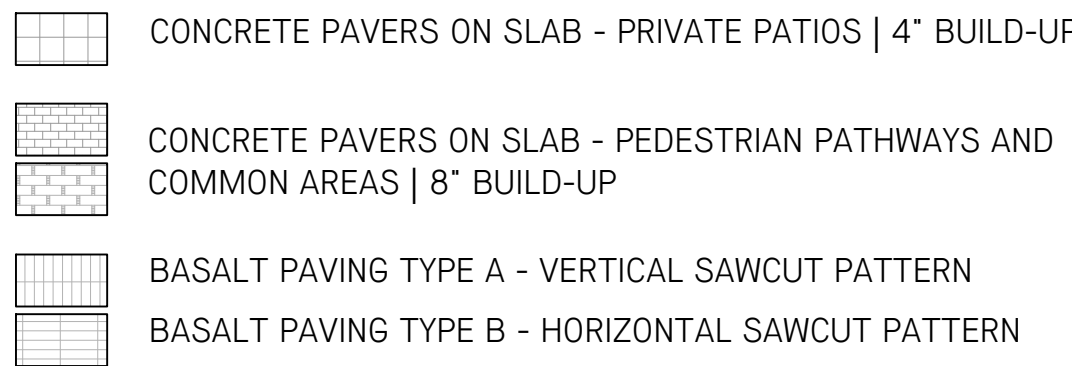 CONCRETE PAVERS ON SLAB - PRIVATE PATIOS | 4" BUILD-UP
CONCRETE PAVERS ON SLAB - PEDESTRIAN PATHWAYS AND
COMMON AREAS | 8" BUILD-UP
BASALT PAVING TYPE A - VERTICAL SAWCUT PATTERN
BASALT PAVING TYPE B - HORIZONTAL SAWCUT PATTERN